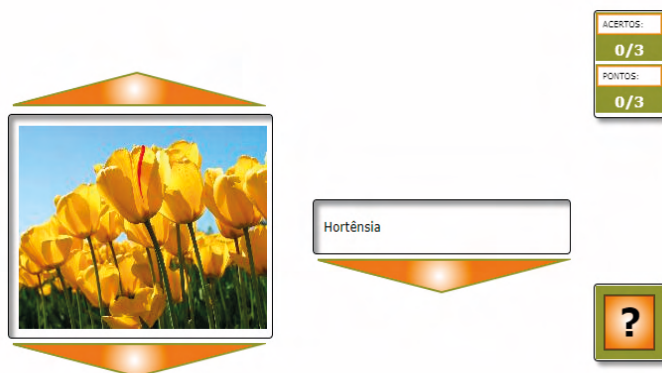 ACERTOS:
0/3
PONTOS:
0/3
Hortênsia
?